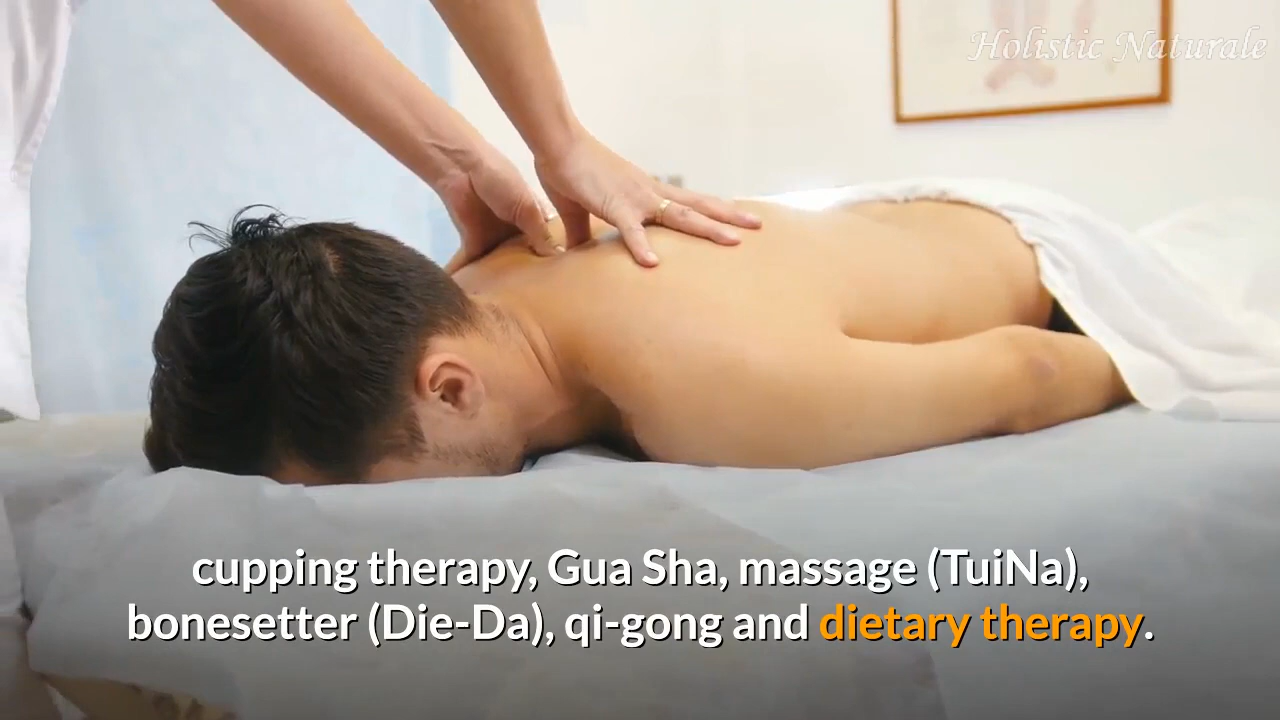 Holistic Naturale
cupping therapy, Gua Sha, massage (TuiNa),
bonesetter (Die-Da), qi-gong and dietary therapy.